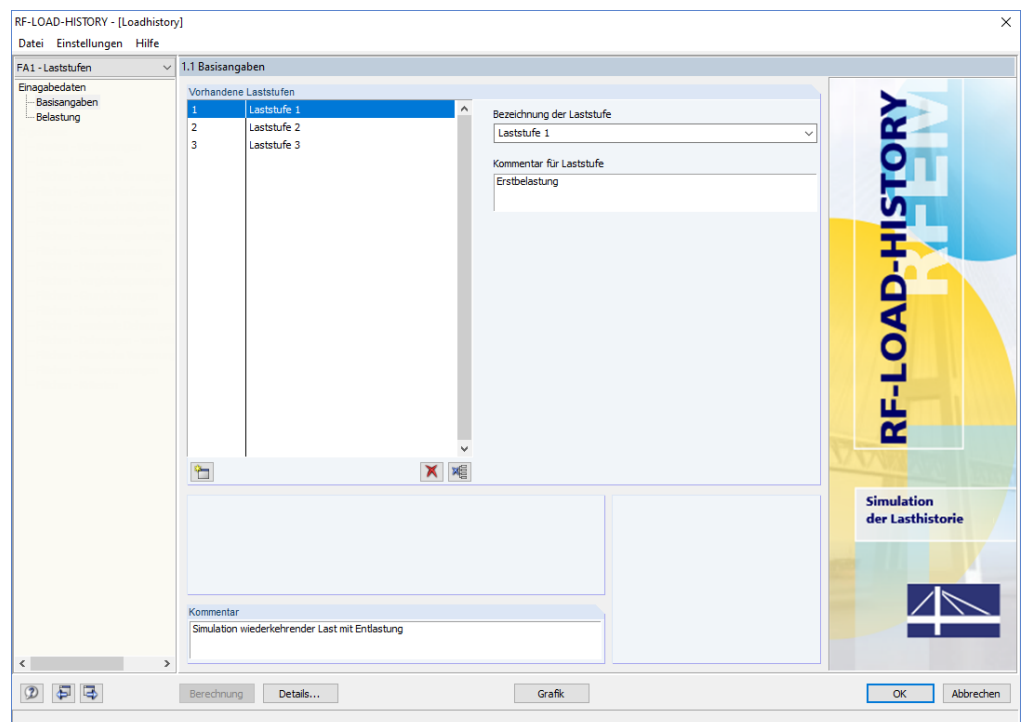 RF-LOAD-HISTORY - [Loadhistory]
Datei Einstellungen Hilfe
FA1 - Laststufen
1.1 Basisangaben
Einagabedaten
Basisangaben
Belastung
Vorhandene Laststufen
1 Laststufe 1
2 Laststufe 2
3 Laststufe 3
Bezeichnung der Laststufe
Laststufe 1
Kommentar für Laststufe
Erstbelastung
RF-LOAD-HISTORY
RFEM
Simulation
der Lasthistorie
Kommentar
Simulation wiederkehrender Last mit Entlastung
Berechnung Details... Grafik OK Abbrechen